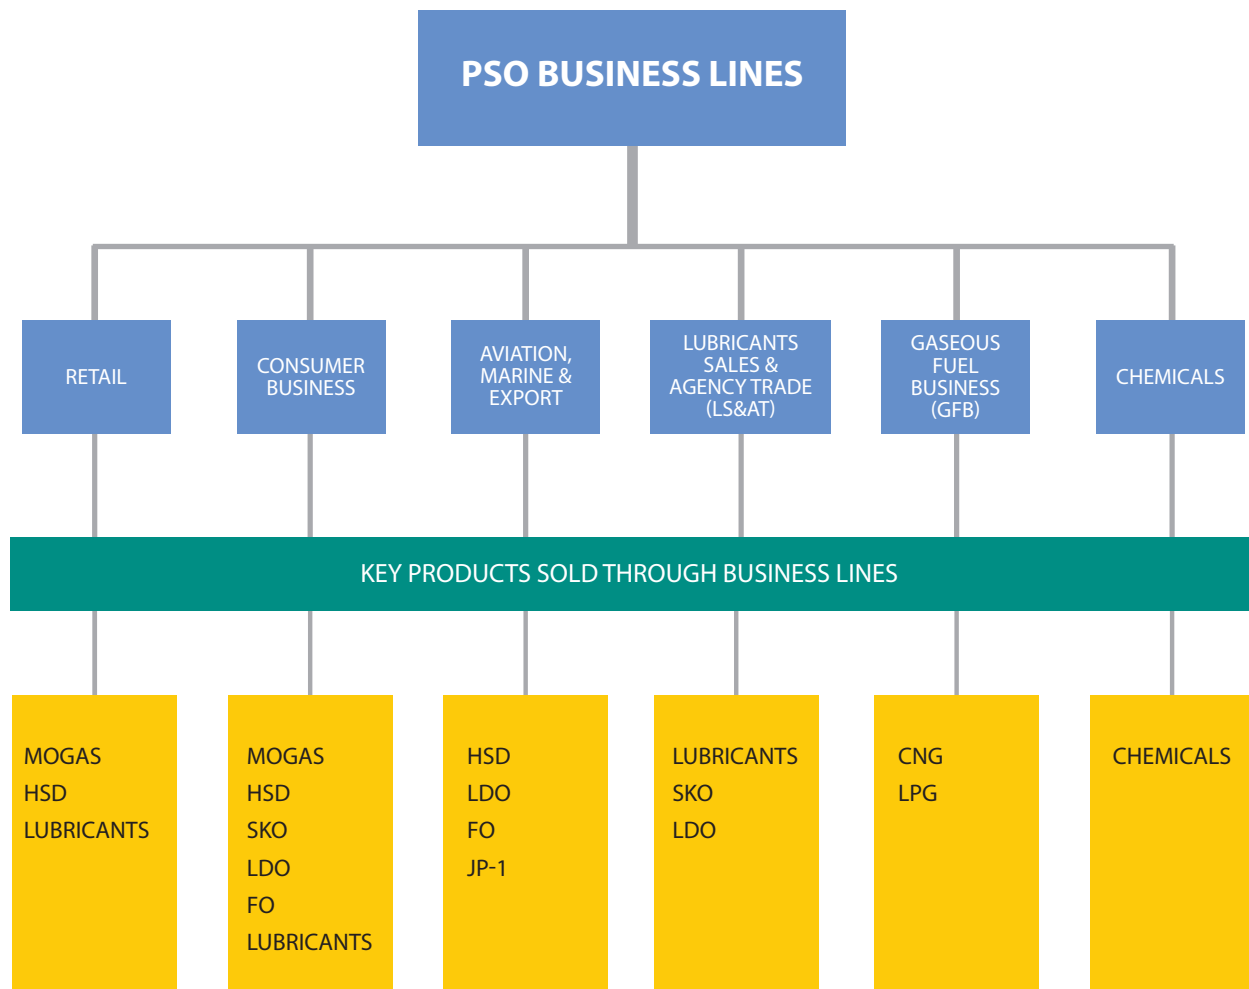 PSO BUSINESS LINES
RETAIL
CONSUMER
BUSINESS
AVIATION,
MARINE &
EXPORT
LUBRICANTS
SALES &
AGENCY TRADE
(LS&AT)
GASEOUS
FUEL
BUSINESS
(GFB)
CHEMICALS
KEY PRODUCTS SOLD THROUGH BUSINESS LINES
MOGAS
HSD
LUBRICANTS
MOGAS
HSD
SKO
LDO
FO
LUBRICANTS
HSD
LDO
FO
JP-1
LUBRICANTS
SKO
LDO
CNG
LPG
CHEMICALS